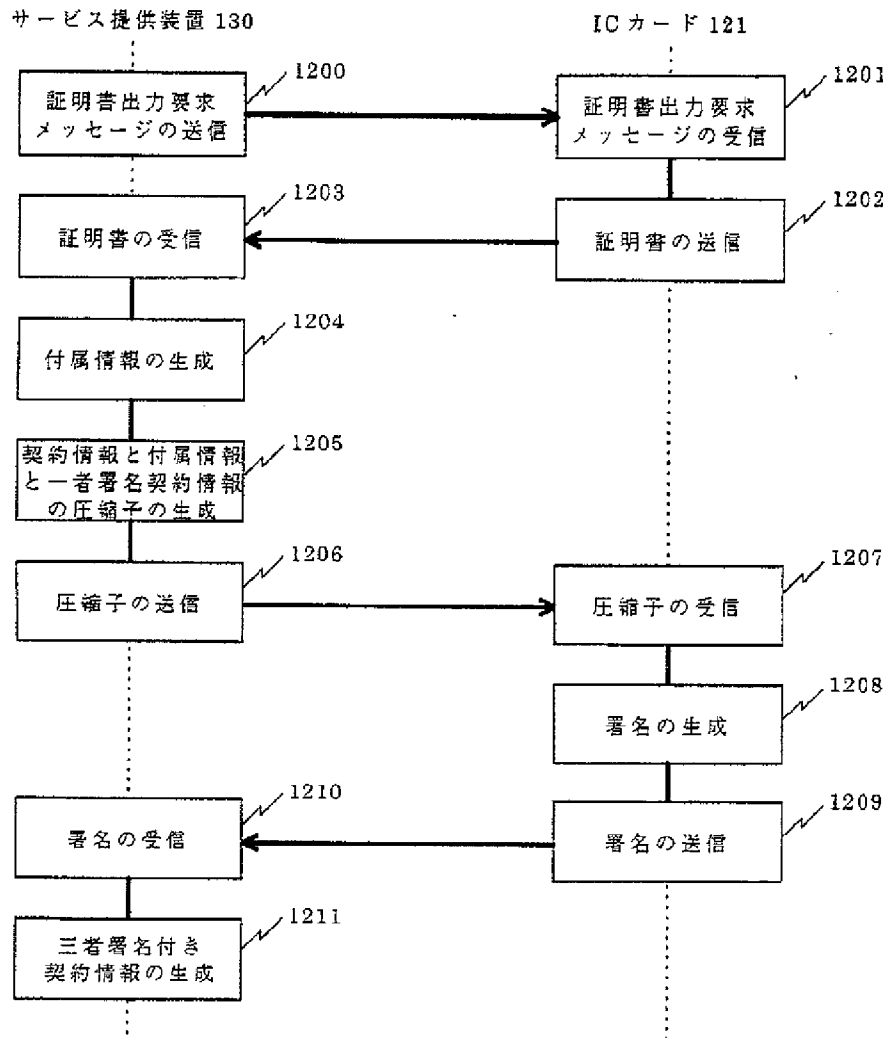 サービス提供装置 130
ICカード 121
1200
証明書出力要求
メッセージの送信
1201
証明書出力要求
メッセージの受信
1203
証明書の受信
1202
証明書の送信
1204
付属情報の生成
1205
契約情報と付属情報
と一者署名契約情報
の圧縮子の生成
1206
圧縮子の送信
1207
圧縮子の受信
1208
署名の生成
1210
署名の受信
1209
署名の送信
1211
三者署名付き
契約情報の生成